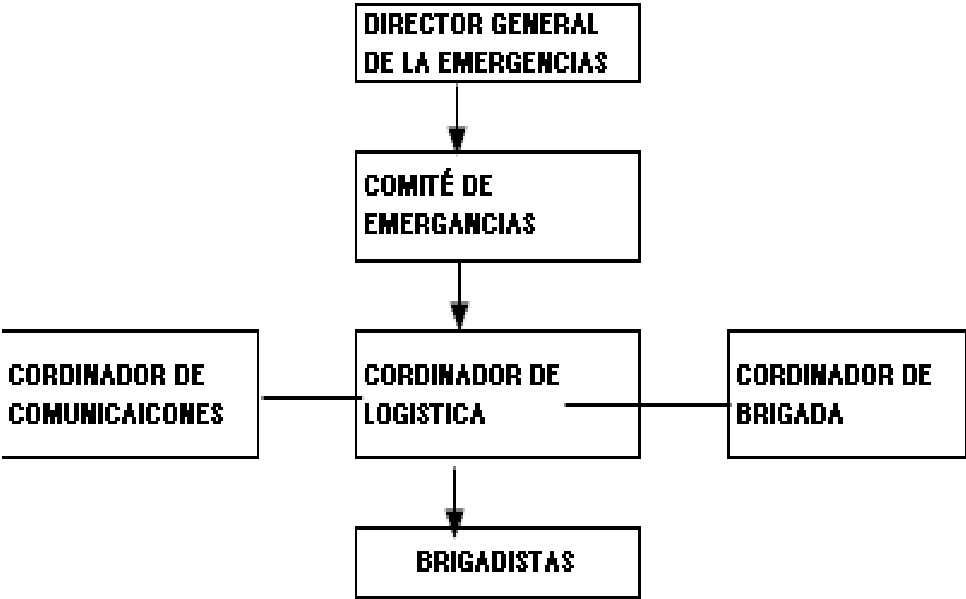 DIRECTOR GENERAL
DE LA EMERGENCIAS
COMITÉ DE
EMERGANCIAS
CORDINADOR DE
COMUNICAICONES
CORDINADOR DE
LOGISTICA
CORDINADOR DE
BRIGADA
BRIGADISTAS